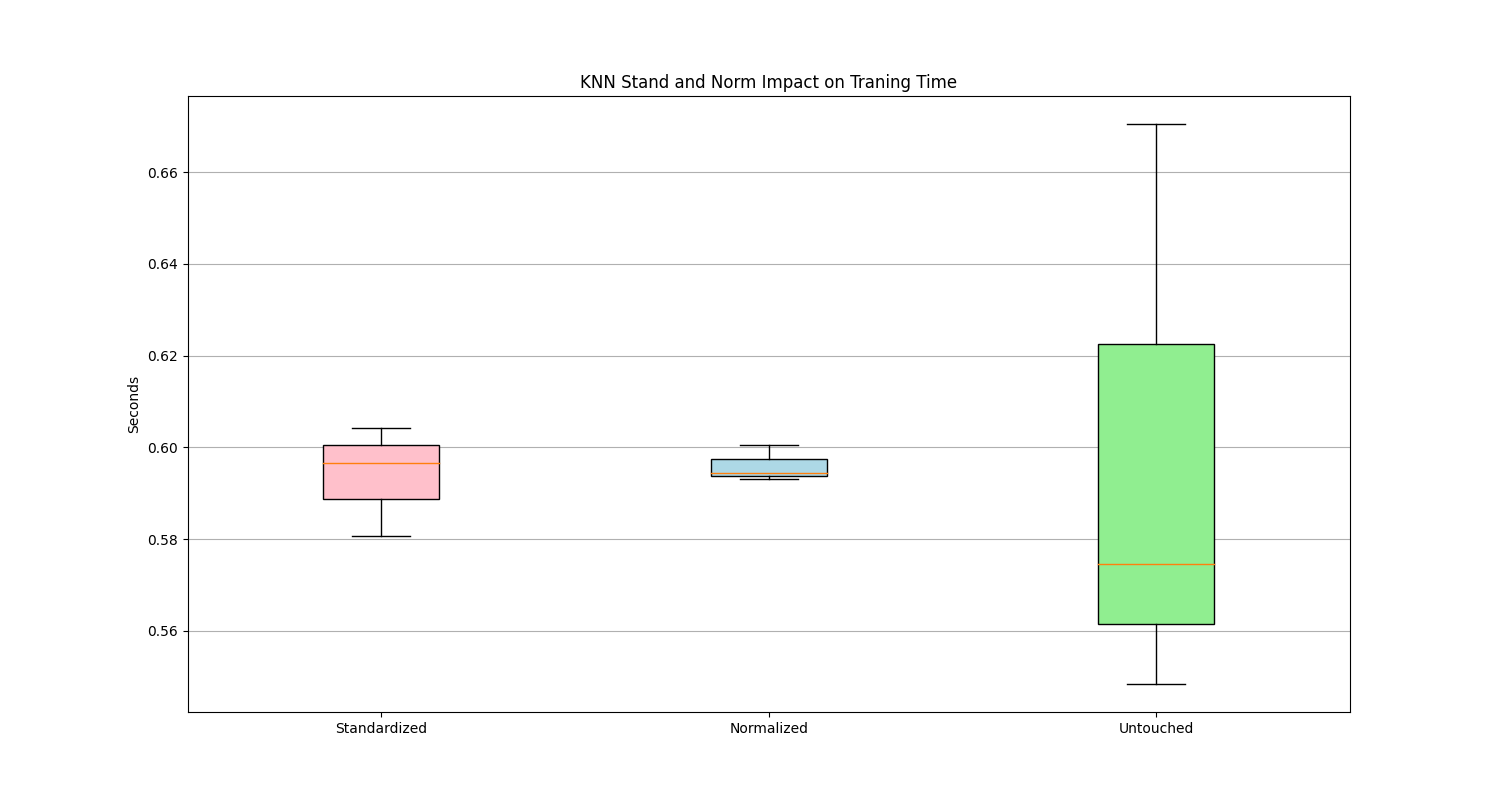 KNN Stand and Norm Impact on Traning Time
0.66
0.64
0.62
0.60
0.58
0.56
Seconds
Standardized
Normalized
Untouched